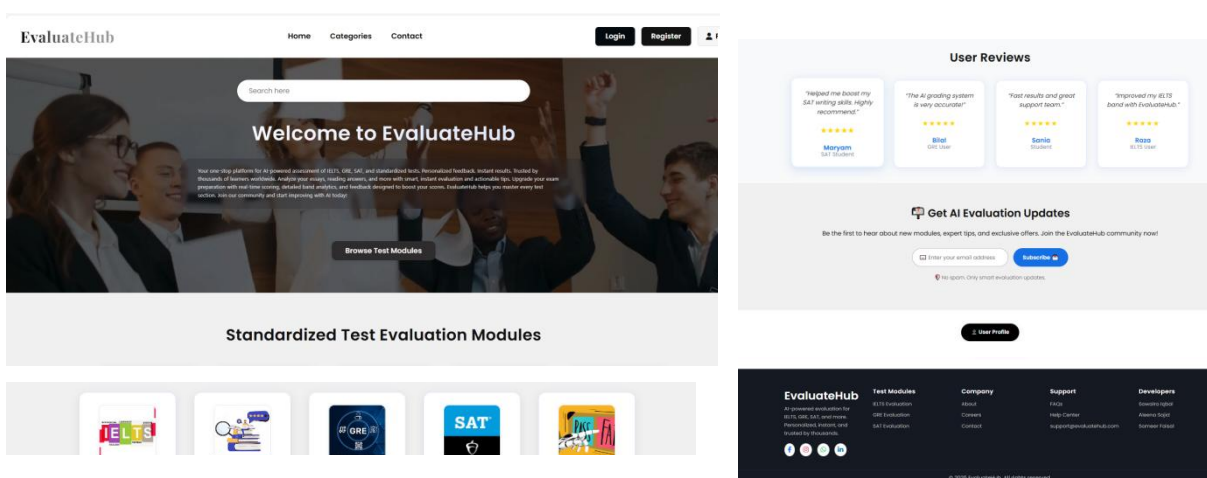 EvaluateHub
Home Categories Contact
Login Register
Search here
Welcome to EvaluateHub
Your one-stop platform for AI-powered assessment of IELTS, GRE, SAT, and standardized tests. Personalized feedback. Instant results. Trusted by
thousands of learners worldwide. Analyze your essays, reading answers, and more with smart, instant evaluation and actionable tips. Upgrade your exam
preparation with real-time scoring, detailed band analytics, and feedback designed to boost your scores. EvaluateHub helps you master every test
section. Join our community and start improving with AI today!
Browse Test Modules
Standardized Test Evaluation Modules
IELTS
GRE
SAT
PASS FAIL
User Reviews
"Helped me boost my
SAT writing skills. Highly
recommend."
★★★★★
Maryam
SAT Student
"The AI grading system
is very accurate!"
★★★★★
Bilal
GRE User
"Fast results and great
support team."
★★★★★
Sania
Student
"Improved my IELTS
band with EvaluateHub."
★★★★★
Raza
IELTS User
Get AI Evaluation Updates
Be the first to hear about new modules, expert tips, and exclusive offers. Join the EvaluateHub community now!
Enter your email address
Subscribe
No spam. Only smart evaluation updates.
User Profile
EvaluateHub
AI-powered evaluation for
IELTS, GRE, SAT, and more.
Personalized, instant, and
trusted by thousands.
Test Modules
IELTS Evaluation
GRE Evaluation
SAT Evaluation
Company
About
Careers
Contact
Support
FAQs
Help Center
support@evaluatehub.com
Developers
Sawaira Iqbal
Aleena Sajid
Sameer Faisal